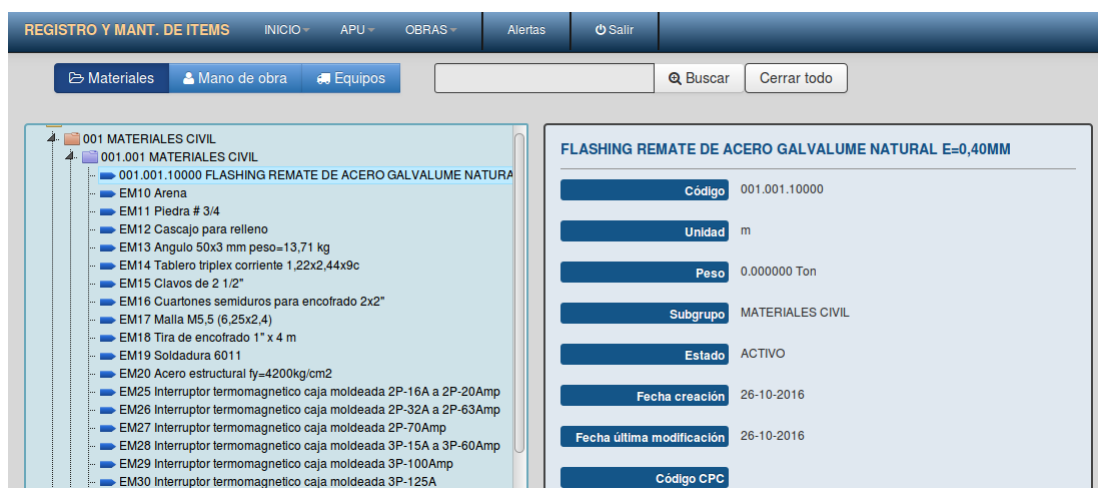 REGISTRO Y MANT. DE ITEMS INICIO APU OBRAS Alertas Salir
Materiales Mano de obra Equipos Buscar Cerrar todo
001 MATERIALES CIVIL
001.001 MATERIALES CIVIL
001.001.10000 FLASHING REMATE DE ACERO GALVALUME NATURA
EM10 Arena
EM11 Piedra # 3/4
EM12 Cascajo para relleno
EM13 Angulo 50x3 mm peso=13,71 kg
EM14 Tablero triplex corriente 1,22x2,44x9c
EM15 Clavos de 2 1/2"
EM16 Cuartones semiduros para encofrado 2x2"
EM17 Malla M5,5 (6,25x2,4)
EM18 Tira de encofrado 1" x 4 m
EM19 Soldadura 6011
EM20 Acero estructural fy=4200kg/cm2
EM25 Interruptor termomagnetico caja moldeada 2P-16A a 2P-20Amp
EM26 Interruptor termomagnetico caja moldeada 2P-32A a 2P-63Amp
EM27 Interruptor termomagnetico caja moldeada 2P-70Amp
EM28 Interruptor termomagnetico caja moldeada 3P-15A a 3P-60Amp
EM29 Interruptor termomagnetico caja moldeada 3P-100Amp
EM30 Interruptor termomagnetico caja moldeada 3P-125A
FLASHING REMATE DE ACERO GALVALUME NATURAL E=0,40MM
Código 001.001.10000
Unidad m
Peso 0.000000 Ton
Subgrupo MATERIALES CIVIL
Estado ACTIVO
Fecha creación 26-10-2016
Fecha última modificación 26-10-2016
Código CPC